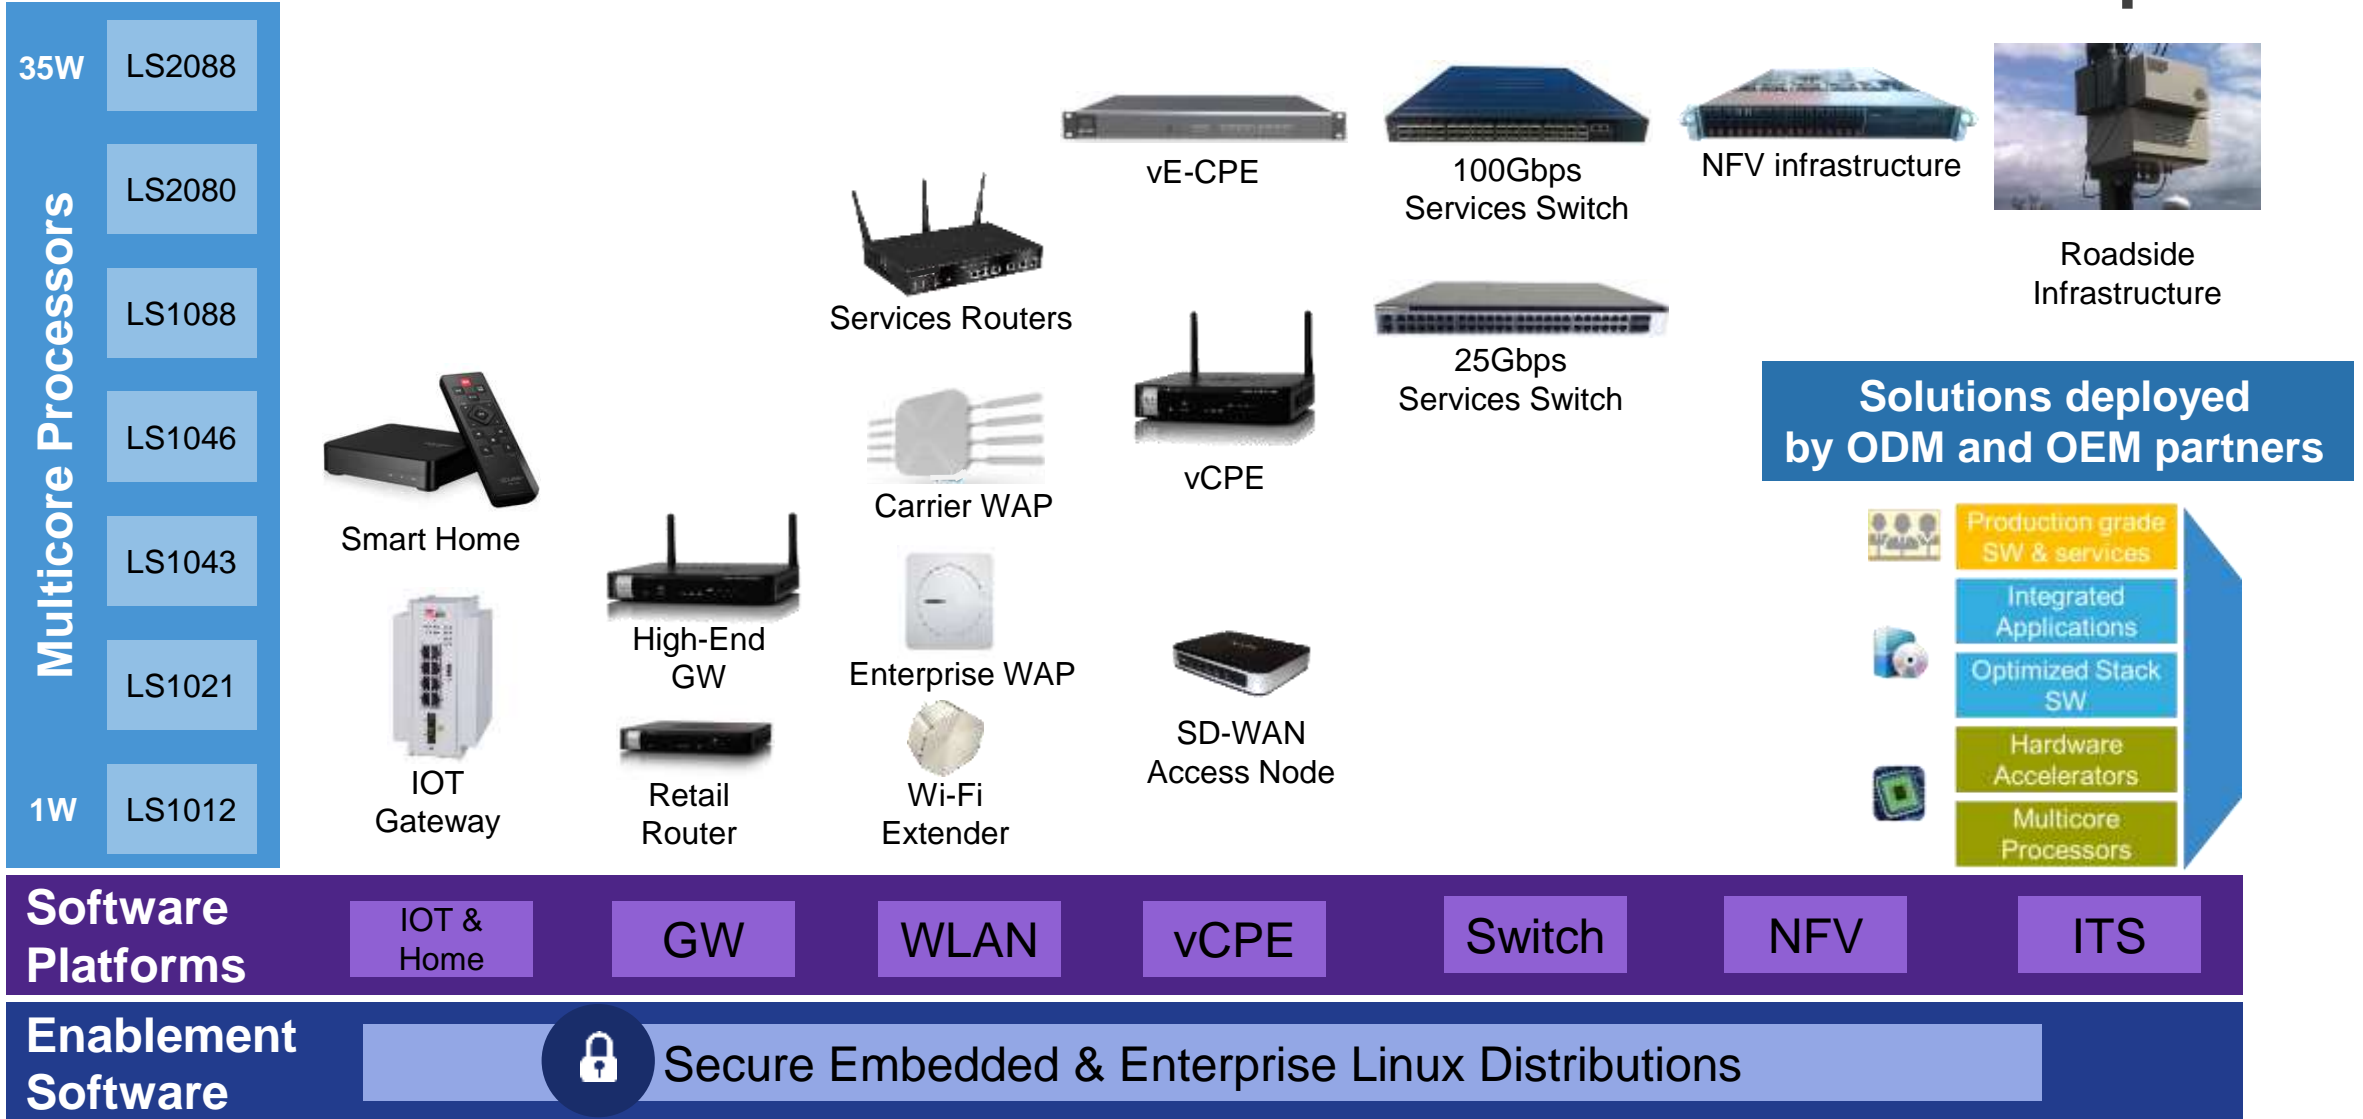 35W
LS2088
LS2080
LS1088
LS1046
LS1043
LS1021
1W
LS1012
Multicore Processors
vE-CPE
100Gbps
Services Switch
NFV infrastructure
Roadside
Infrastructure
Services Routers
25Gbps
Services Switch
Solutions deployed
by ODM and OEM partners
Carrier WAP
vCPE
Smart Home
Production grade
SW & services
Integrated
Applications
Optimized Stack
SW
Hardware
Accelerators
Multicore
Processors
High-End
GW
Enterprise WAP
SD-WAN
Access Node
IOT
Gateway
Retail
Router
Wi-Fi
Extender
Software
Platforms
IOT &
Home
GW
WLAN
vCPE
Switch
NFV
ITS
Enablement
Software
Secure Embedded & Enterprise Linux Distributions